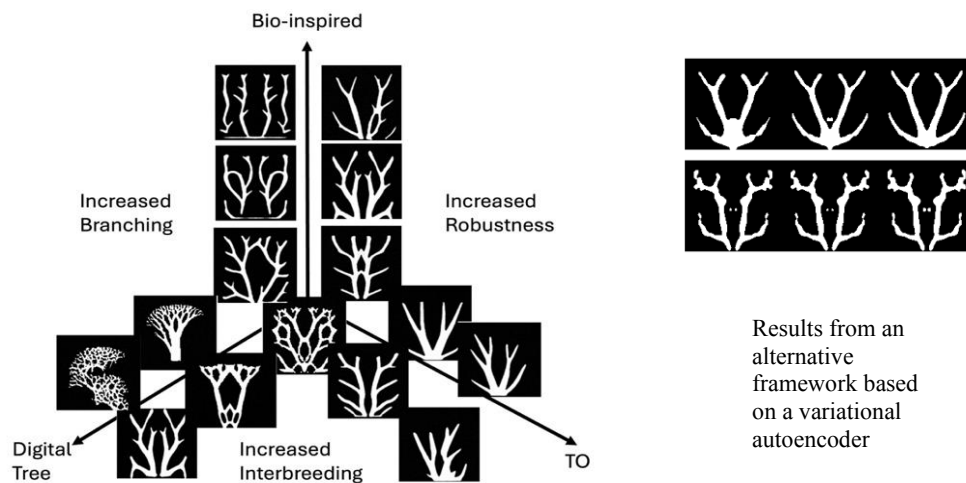 Bio-inspired
Increased
Branching
Increased
Robustness
Digital
Tree
Increased
Interbreeding
TO
Results from an
alternative
framework based
on a variational
autoencoder